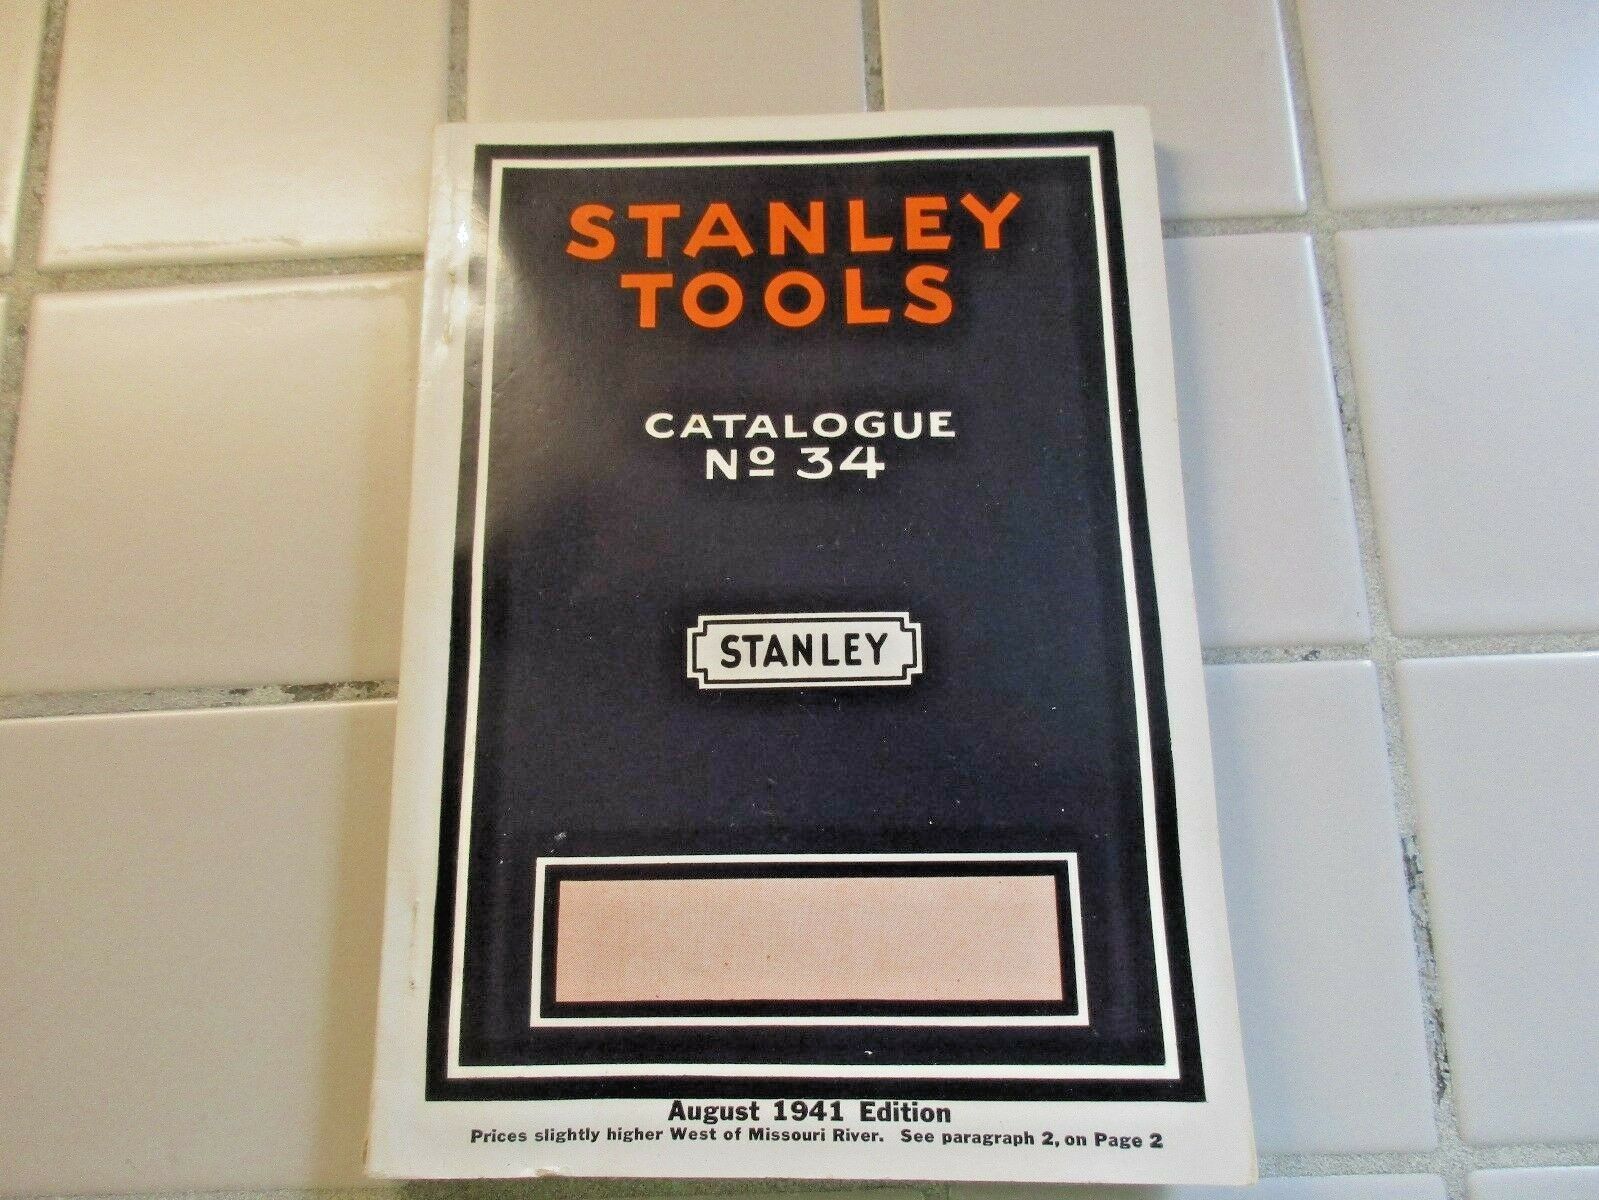 STANLEY
TOOLS
CATALOGUE
Nº 34
STANLEY
August 1941 Edition
Prices slightly higher West of Missouri River. See paragraph 2, on Page 2